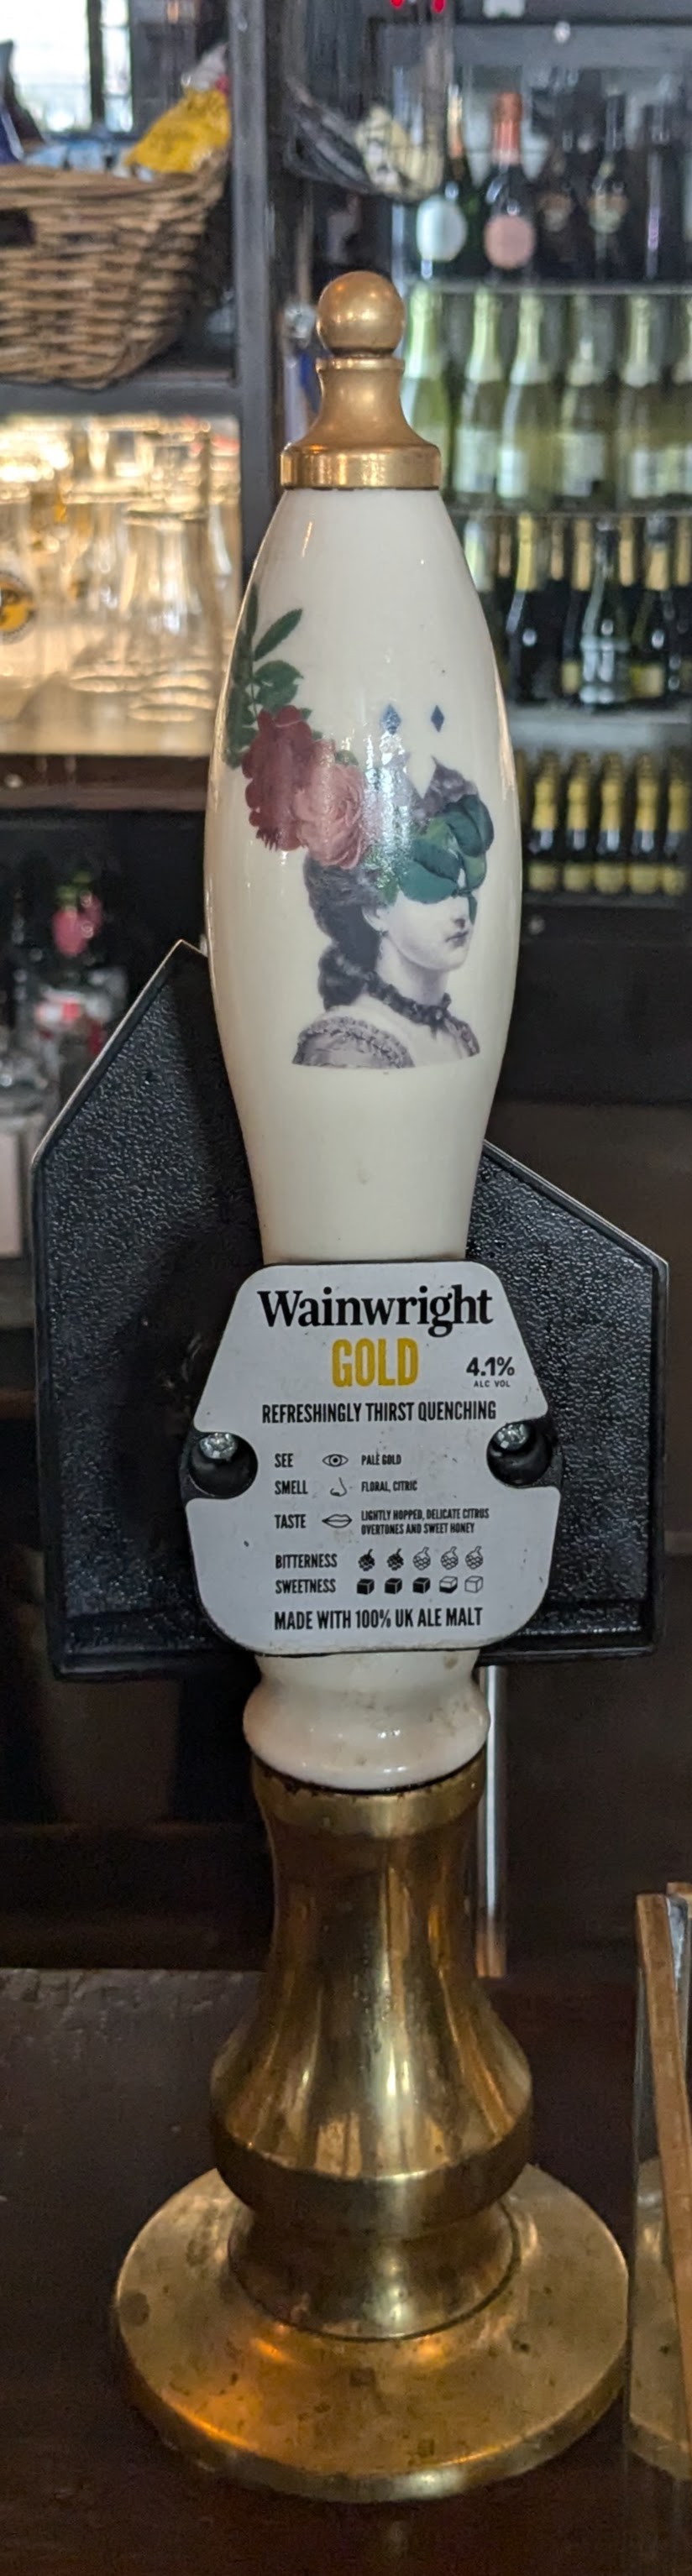 Wainwright
GOLD
4.1%
ALC VOL
REFRESHINGLY THIRST QUENCHING
SEE PALE GOLD
SMELL FLORAL, CITRIC
TASTE LIGHTLY HOPPED, DELICATE CITRUS
OVERTONES AND SWEET HONEY
BITTERNESS
SWEETNESS
MADE WITH 100% UK ALE MALT